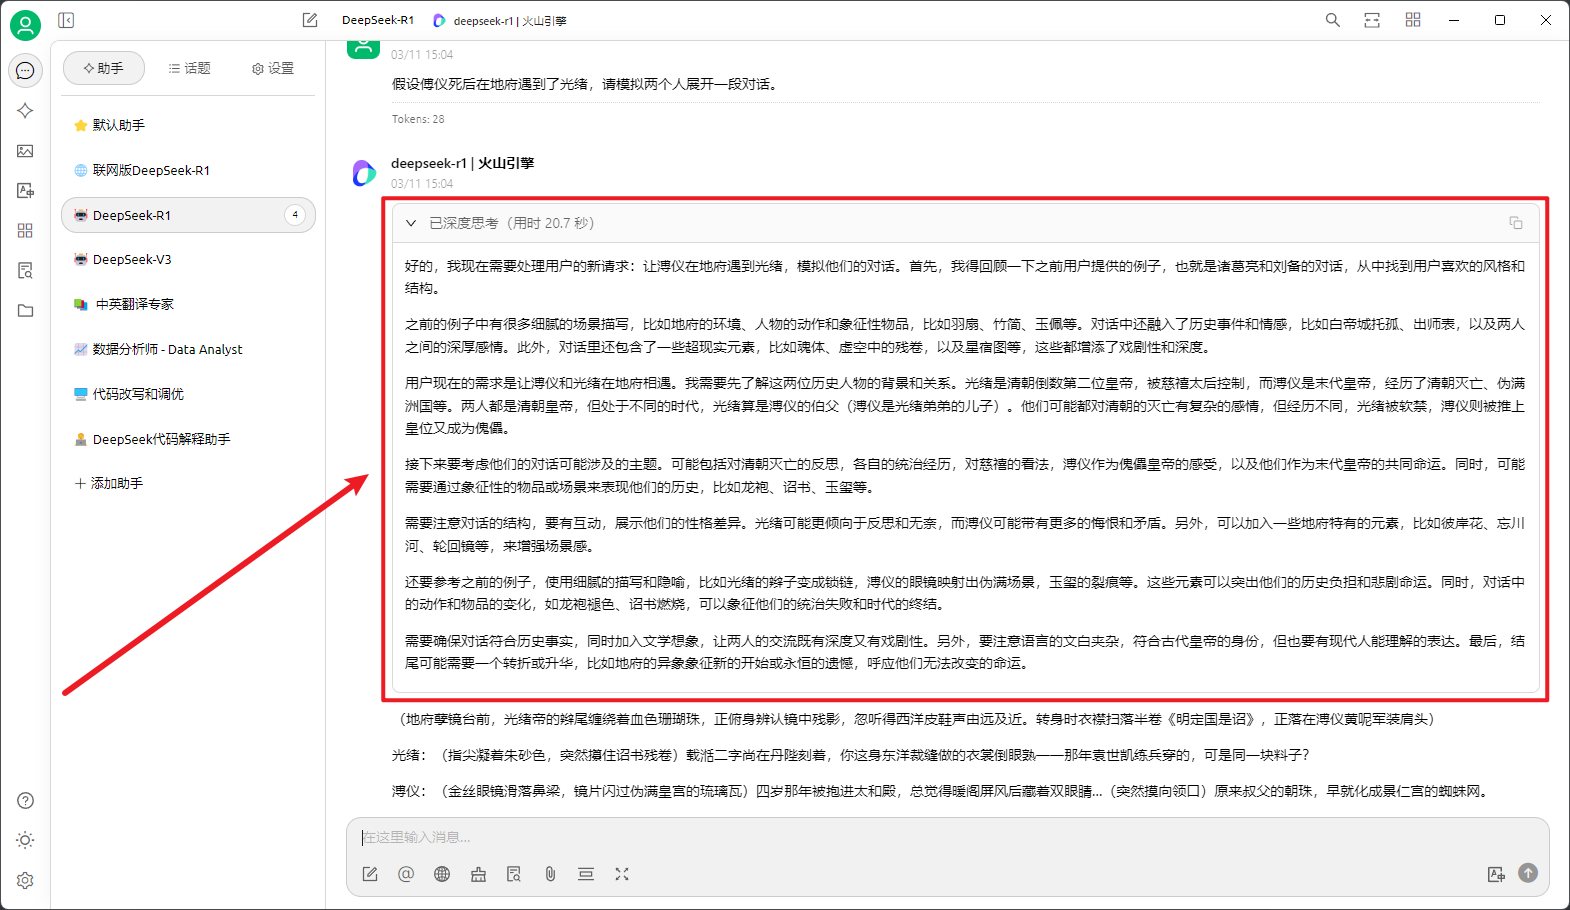 DeepSeek-R1
deepseek-r1 | 火山引擎
助手
话题
设置
默认助手
联网版DeepSeek-R1
DeepSeek-R1
4
DeepSeek-V3
中英翻译专家
数据分析师 - Data Analyst
代码改写和调优
DeepSeek代码解释助手
添加助手
03/11 15:04
假设傅仪死后在地府遇到了光绪，请模拟两个人展开一段对话。
Tokens: 28
deepseek-r1 | 火山引擎
03/11 15:04
已深度思考（用时 20.7 秒）
好的，我现在需要处理用户的新请求：让溥仪在地府遇到光绪，模拟他们的对话。首先，我得回顾一下之前用户提供的例子，也就是诸葛亮和刘备的对话，从中找到用户喜欢的风格和
结构。
之前的例子中有很多细腻的场景描写，比如地府的环境、人物的动作和象征性物品，比如羽扇、竹简、玉佩等。对话中还融入了历史事件和情感，比如白帝城托孤、出师表，以及两人
之间的深厚感情。此外，对话里还包含了一些超现实元素，比如魂体、虚空中的残卷，以及星宿图等，这些都增添了戏剧性和深度。
用户现在的需求是让溥仪和光绪在地府相遇。我需要先了解这两位历史人物的背景和关系。光绪是清朝倒数第二位皇帝，被慈禧太后控制，而溥仪是末代皇帝，经历了清朝灭亡、伪满
洲国等。两人都是清朝皇帝，但处于不同的时代，光绪算是溥仪的伯父（溥仪是光绪弟弟的儿子）。他们可能都对清朝的灭亡有复杂的感情，但经历不同，光绪被软禁，溥仪则被推上
皇位又成为傀儡。
接下来要考虑他们的对话可能涉及的主题。可能包括对清朝灭亡的反思，各自的统治经历，对慈禧的看法，溥仪作为傀儡皇帝的感受，以及他们作为末代皇帝的共同命运。同时，可能
需要通过象征性的物品或场景来表现他们的历史，比如龙袍、诏书、玉玺等。
需要注意对话的结构，要有互动，展示他们的性格差异。光绪可能更倾向于反思和无奈，而溥仪可能带有更多的悔恨和矛盾。另外，可以加入一些地府特有的元素，比如彼岸花、忘川
河、轮回镜等，来增强场景感。
还要参考之前的例子，使用细腻的描写和隐喻，比如光绪的辫子变成锁链，溥仪的眼镜映射出伪满场景，玉玺的裂痕等。这些元素可以突出他们的历史负担和悲剧命运。同时，对话中
的动作和物品的变化，如龙袍褪色、诏书燃烧，可以象征他们的统治失败和时代的终结。
需要确保对话符合历史事实，同时加入文学想象，让两人的交流既有深度又有戏剧性。另外，要注意语言的文白夹杂，符合古代皇帝的身份，但也要有现代人能理解的表达。最后，结
尾可能需要一个转折或升华，比如地府的异象象征新的开始或永恒的遗憾，呼应他们无法改变的命运。
（地府孽镜台前，光绪帝的辫尾缠绕着血色珊瑚珠，正俯身辨认镜中残影，忽听得西洋皮鞋声由远及近。转身时衣襟扫落半卷《明定国是诏》，正落在溥仪黄呢军装肩头）
光绪：（指尖凝着朱砂色，突然攥住诏书残卷）载湉二字尚在丹陛刻着，你这身东洋裁缝做的衣裳倒眼熟——那年袁世凯练兵穿的，可是同一块料子？
溥仪：（金丝眼镜滑落鼻梁，镜片闪过伪满皇宫的琉璃瓦）四岁那年被抱进太和殿，总觉得暖阁屏风后藏着双眼睛...（突然摸向领口）原来叔父的朝珠，早就化成景仁宫的蜘蛛网。
在这里输入消息...